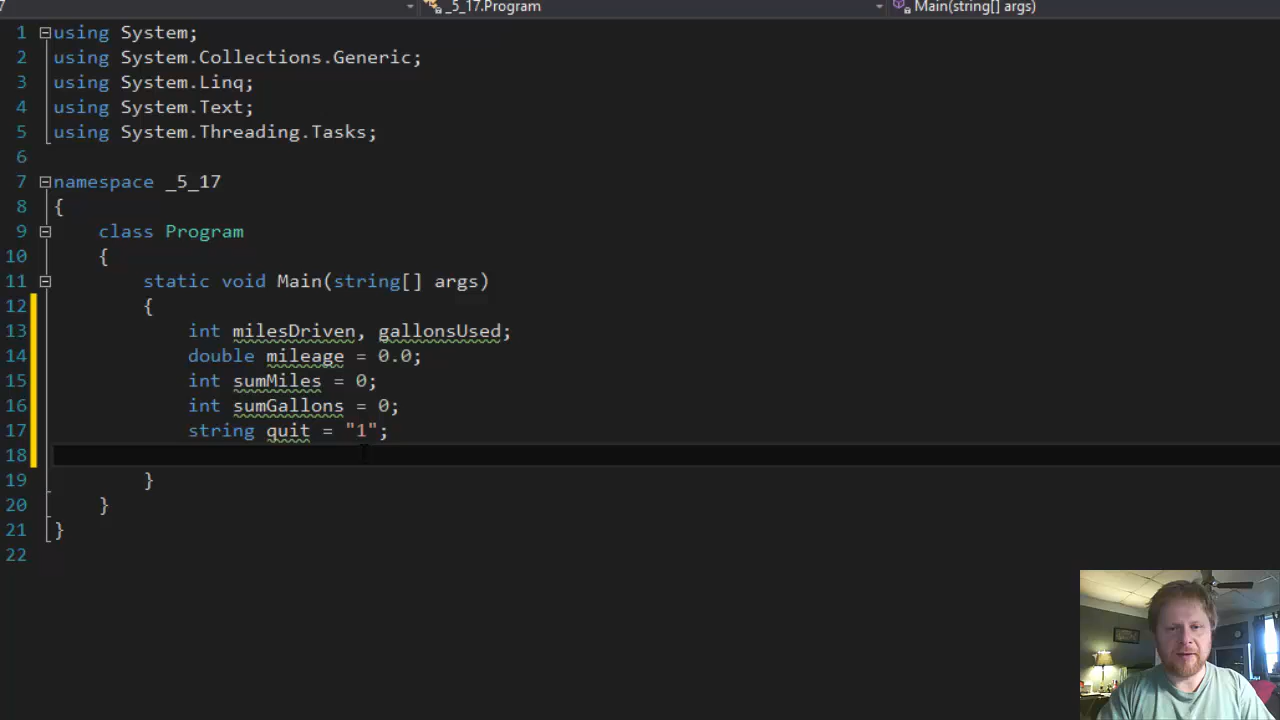 7 _5_17.Program Main(string[] args)
1 using System;
2 using System.Collections.Generic;
3 using System.Linq;
4 using System.Text;
5 using System.Threading.Tasks;
6
7 namespace _5_17
8 {
9 class Program
10 {
11 static void Main(string[] args)
12 {
13 int milesDriven, gallonsUsed;
14 double mileage = 0.0;
15 int sumMiles = 0;
16 int sumGallons = 0;
17 string quit = "1";
18
19 }
20 }
21 }
22